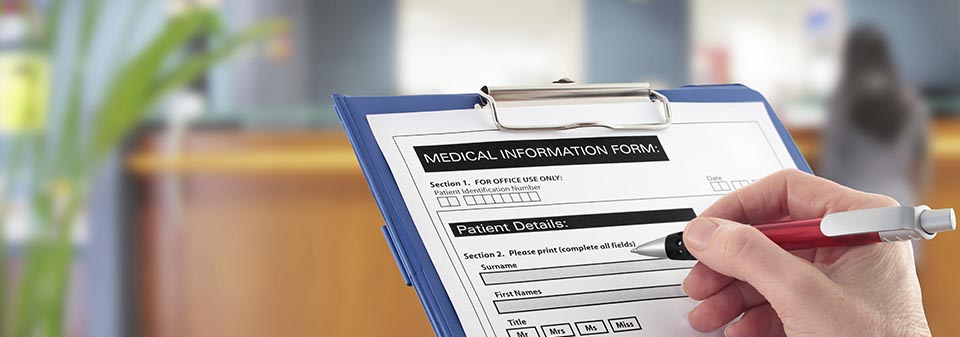 MEDICAL INFORMATION FORM:
Section 1. FOR OFFICE USE ONLY:
Patient Identification Number
Date
Patient Details:
Section 2. Please print (complete all fields)
Surname
First Names
Title
Mr Mrs Ms Miss